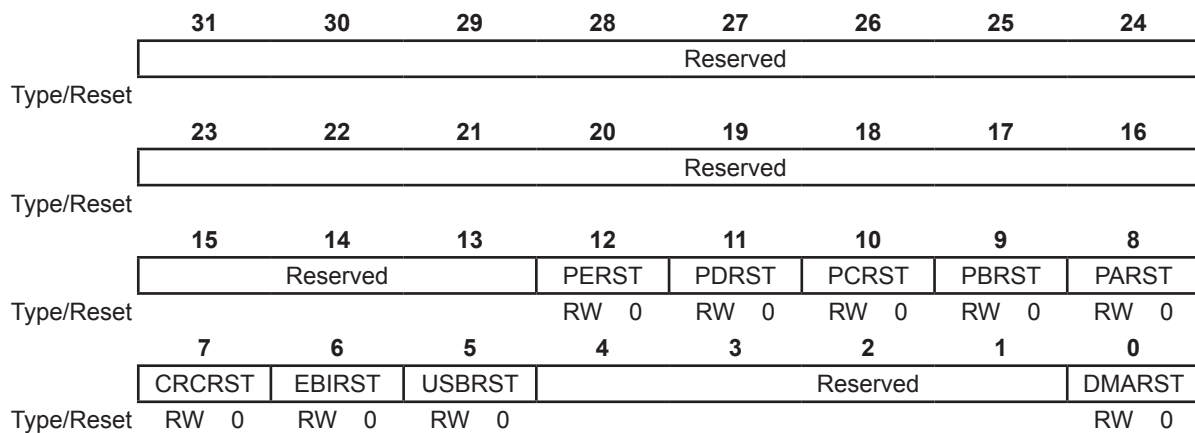 31 30 29 28 27 26 25 24
Reserved
Type/Reset
23 22 21 20 19 18 17 16
Reserved
Type/Reset
15 14 13 12 11 10 9 8
Reserved PERST PDRST PCRST PBRST PARST
Type/Reset RW 0 RW 0 RW 0 RW 0 RW 0
7 6 5 4 3 2 1 0
CRCRST EBIRST USBRST Reserved DMARST
Type/Reset RW 0 RW 0 RW 0 RW 0